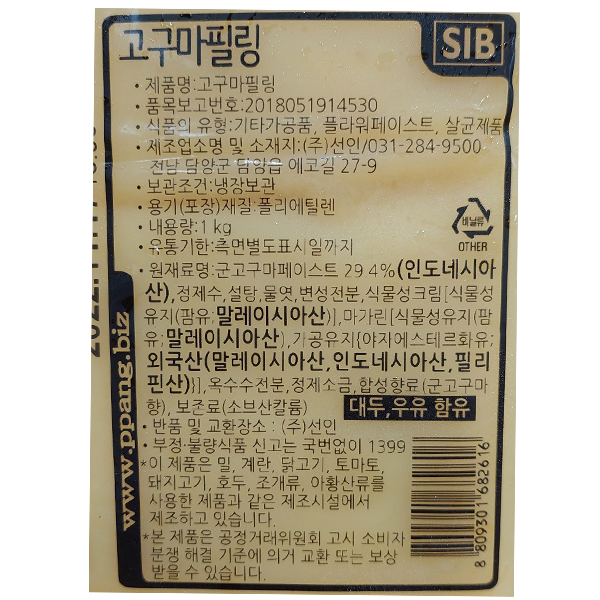 고구마필링
SIB
• 제품명:고구마필링
• 품목보고번호:2018051914530
• 식품의 유형:기타가공품, 플라워페이스트, 살균제품
• 제조업소명 및 소재지:(주)선인/031-284-9500
전남 담양군 담양읍 에코길 27-9
• 보관조건:냉장보관
• 용기(포장)재질:폴리에틸렌
• 내용량:1 kg
• 유통기한:측면별도표시일까지
비닐류
OTHER
• 원재료명:군고구마페이스트 29.4%(인도네시아
산),정제수,설탕,물엿,변성전분,식물성크림[식물성
유지(팜유:말레이시아산)],마가린[식물성유지(팜
유:말레이시아산),가공유지{야자에스테르화유;
외국산(말레이시아산,인도네시아산,필리
핀산)}],옥수수전분,정제소금,합성향료(군고구마
향), 보존료(소브산칼륨)
대두,우유 함유
• 반품 및 교환장소 : (주)선인
• 부정·불량식품 신고는 국번없이 1399
*이 제품은 밀, 계란, 닭고기, 토마토,
돼지고기, 호두, 조개류, 아황산류를
사용한 제품과 같은 제조시설에서
제조하고 있습니다.
*본 제품은 공정거래위원회 고시 소비자
분쟁 해결 기준에 의거 교환 또는 보상
받을 수 있습니다.
www.ppang.biz
8 809301 682616